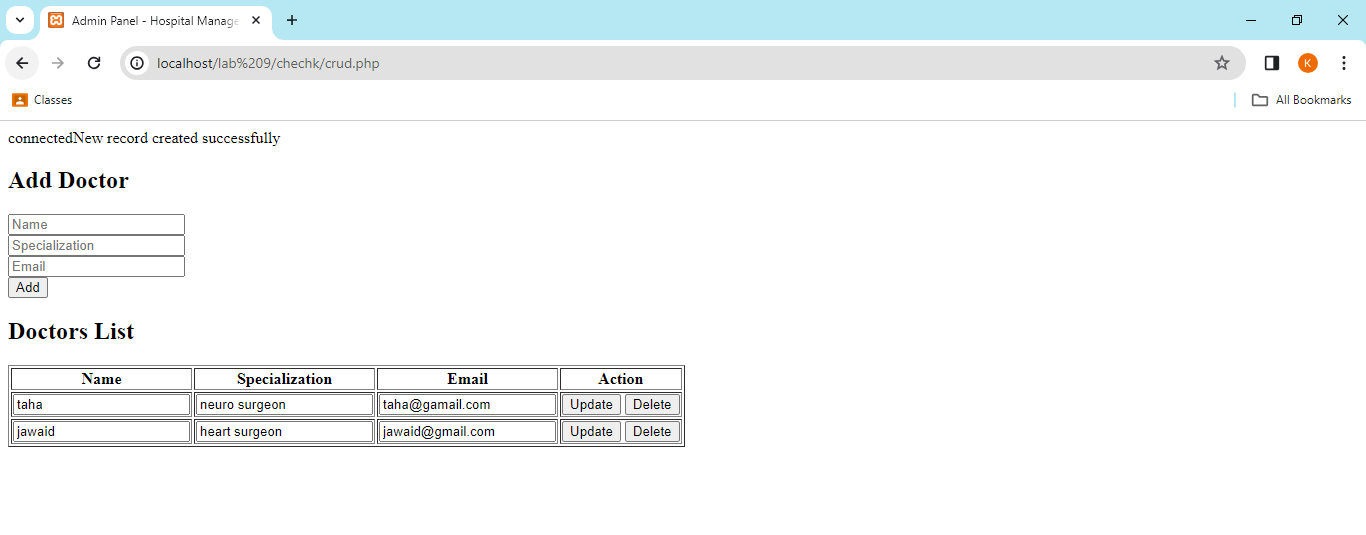 Admin Panel - Hospital Manage
localhost/lab%209/chechk/crud.php
K
Classes
All Bookmarks
connectedNew record created successfully
Add Doctor
Name
Specialization
Email
Add
Doctors List
Name Specialization Email Action
taha neuro surgeon taha@gamail.com Update Delete
jawaid heart surgeon jawaid@gmail.com Update Delete